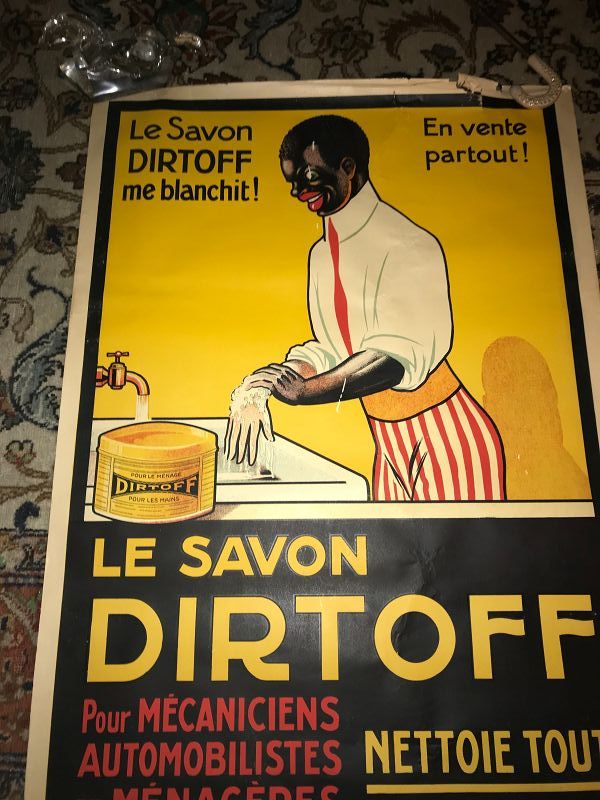 Le Savon
DIRTOFF
me blanchit!
En vente
partout!
POUR LE MÉNAGE
DIRTOFF
POUR LES MAINS
LE SAVON
DIRTOFF
Pour MÉCANICIENS
AUTOMOBILISTES
MÉNAGÈRES
NETTOIE TOUT